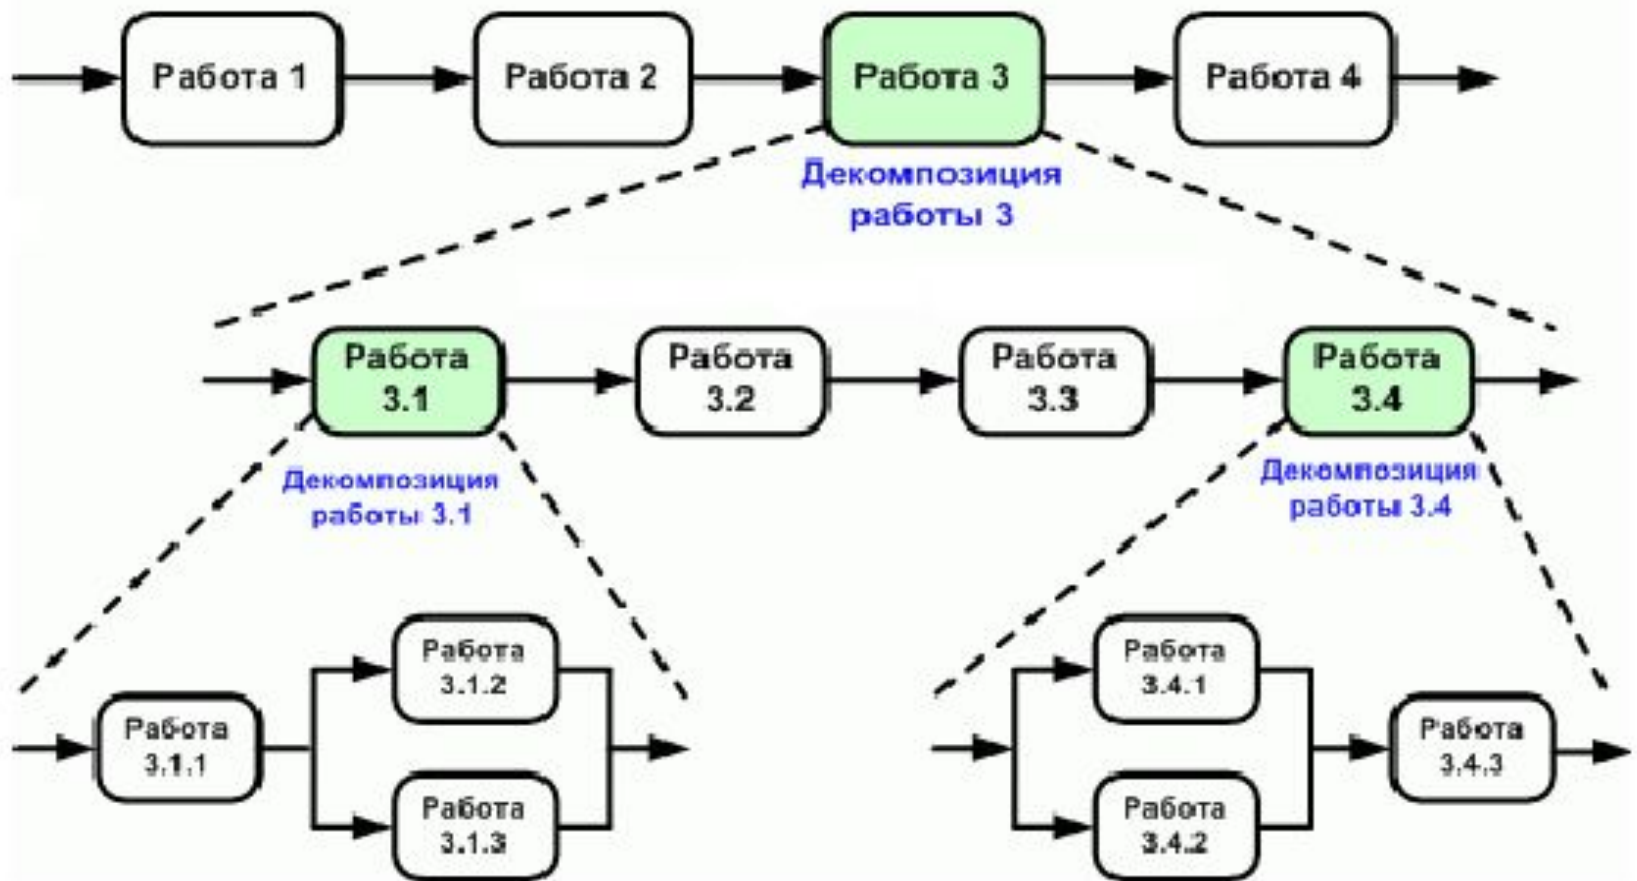 Работа 1
Работа 2
Работа 3
Работа 4
Декомпозиция
работы 3
Работа
3.1
Работа
3.2
Работа
3.3
Работа
3.4
Декомпозиция
работы 3.1
Декомпозиция
работы 3.4
Работа
3.1.1
Работа
3.1.2
Работа
3.1.3
Работа
3.4.1
Работа
3.4.2
Работа
3.4.3